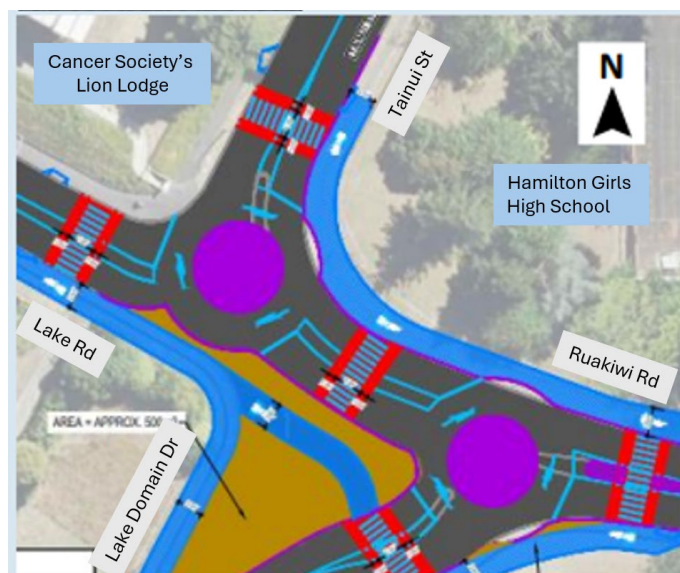 Cancer Society's
Lion Lodge
Tainui St
N
Hamilton Girls
High School
Lake Rd
Ruakiwi Rd
AREA = APPROX. 500
Lake Domain Dr